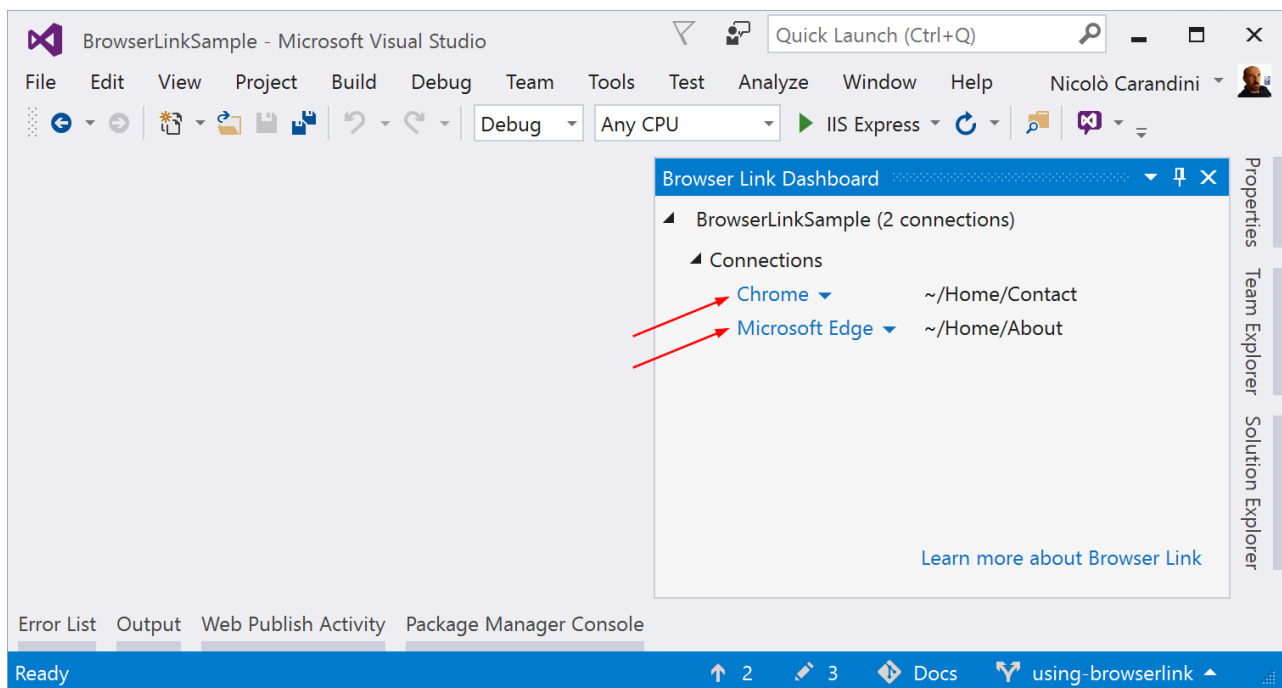 BrowserLinkSample - Microsoft Visual Studio
Quick Launch (Ctrl+Q)
File Edit View Project Build Debug Team Tools Test Analyze Window Help Nicolò Carandini
Debug Any CPU IIS Express
Browser Link Dashboard
BrowserLinkSample (2 connections)
Connections
Chrome ~/Home/Contact
Microsoft Edge ~/Home/About
Learn more about Browser Link
Properties
Team Explorer
Solution Explorer
Error List Output Web Publish Activity Package Manager Console
Ready 2 3 Docs using-browserlink